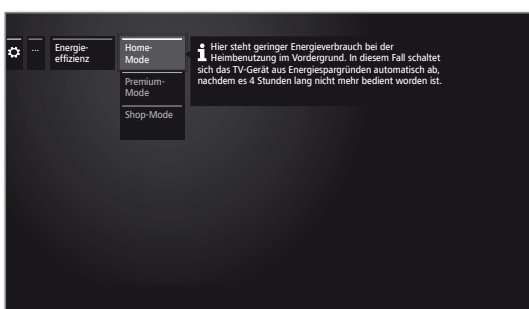 ...
Energie-
effizienz
Home-
Mode
Premium-
Mode
Shop-Mode
Hier steht geringer Energieverbrauch bei der
Heimbenutzung im Vordergrund. In diesem Fall schaltet
sich das TV-Gerät aus Energiespargründen automatisch ab,
nachdem es 4 Stunden lang nicht mehr bedient worden ist.